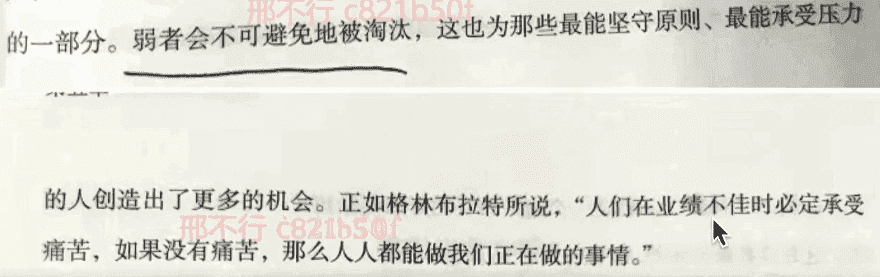 邢不行 c821b50f
的一部分。弱者会不可避免地被淘汰，这也为那些最能坚守原则、最能承受压力
的人创造出了更多的机会。正如格林布拉特所说，“人们在业绩不佳时必定承受
邢不行 c821b50f
痛苦，如果没有痛苦，那么人人都能做我们正在做的事情。”